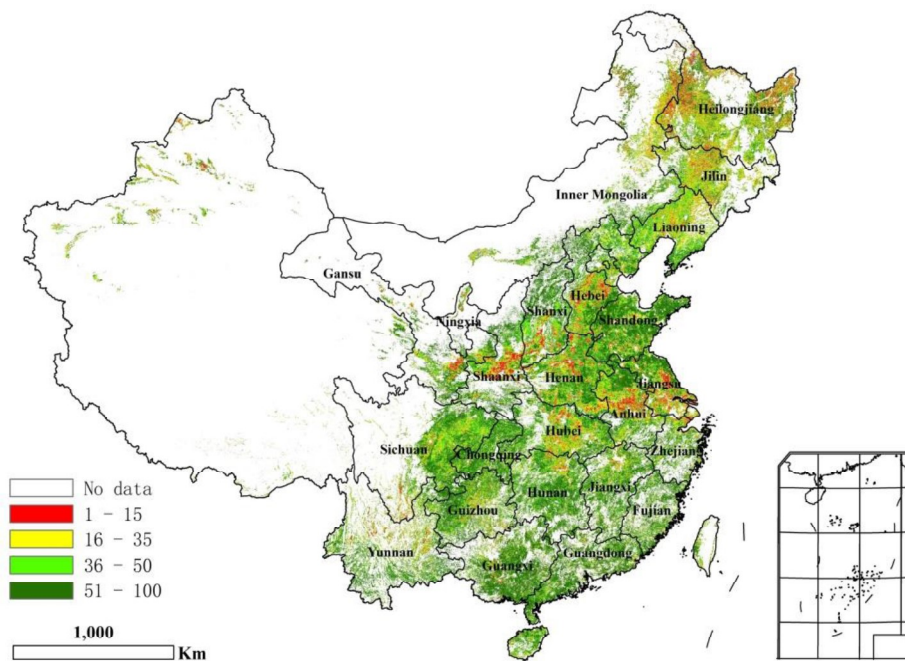 Heilongjiang
Jilin
Inner Mongolia
Liaoning
Gansu
Hebei
Ningxia
Shanxi
Shandong
Shaanxi
Henan
Jiangsu
Anhui
Hubei
Sichuan
Chongqing
Zhejiang
Hunan
Jiangxi
Guizhou
Fujian
Yunnan
Guangxi
Guangdong
No data
1 - 15
16 - 35
36 - 50
51 - 100
1,000
Km